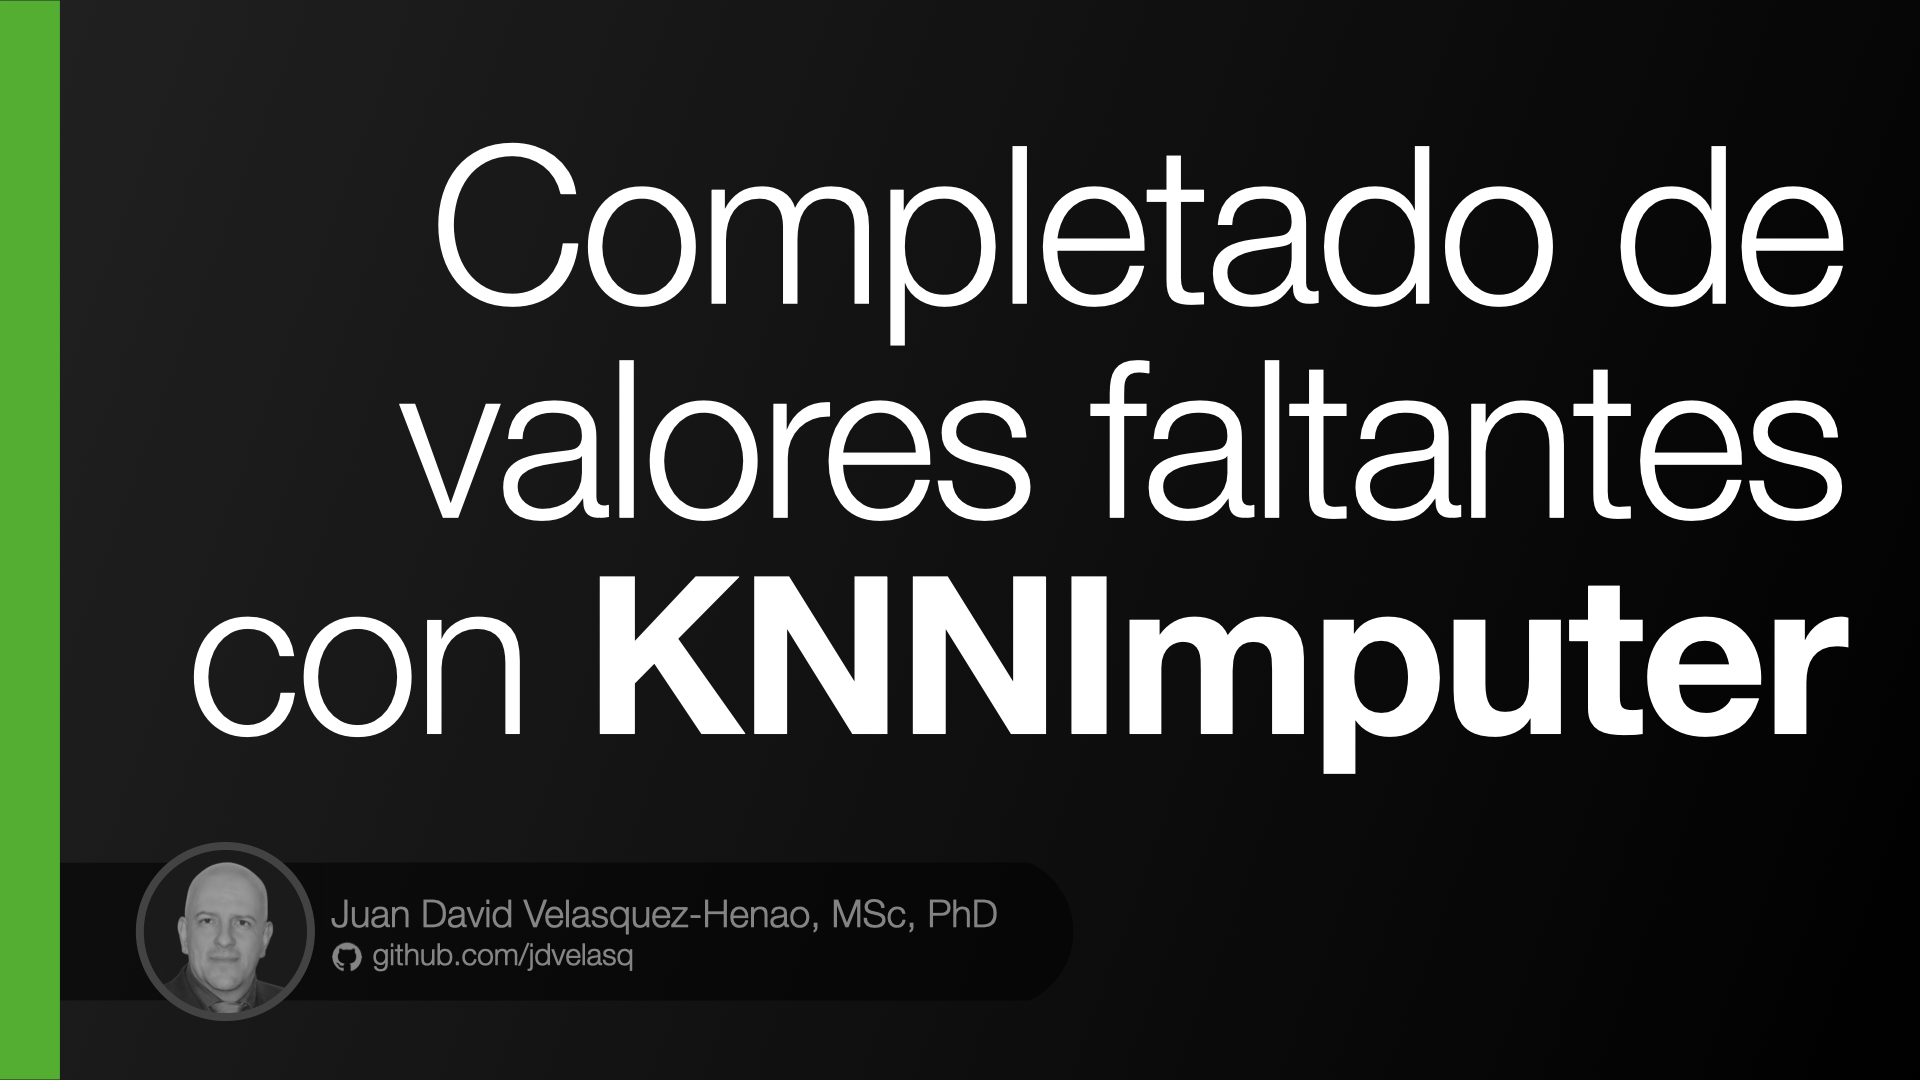 Completado de
valores faltantes
con KNNImputer
Juan David Velasquez-Henao, MSc, PhD
github.com/jdvelasq